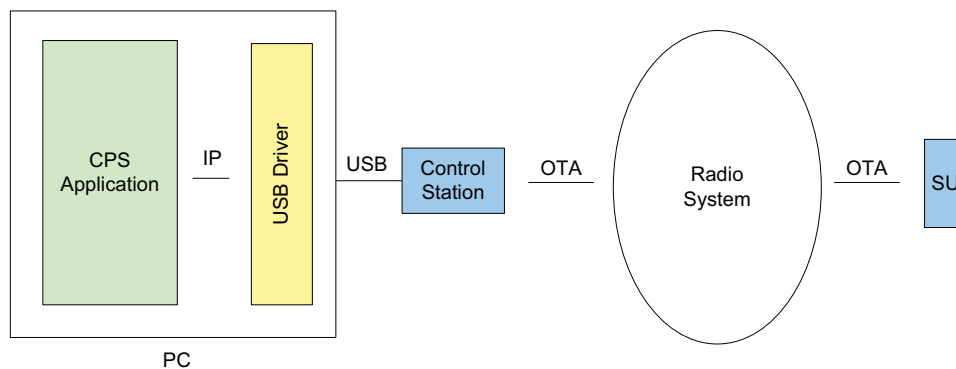 CPS
Application
IP
USB Driver
USB
Control
Station
OTA
Radio
System
OTA
SU
PC